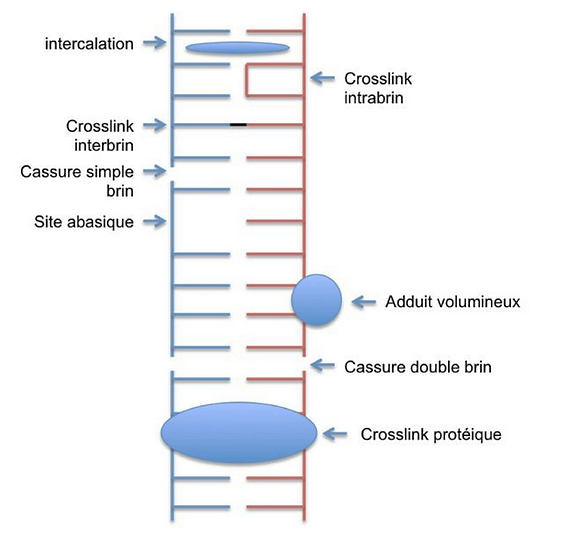 intercalation
Crosslink
intrabrin
Crosslink
interbrin
Cassure simple
brin
Site abasique
Adduit volumineux
Cassure double brin
Crosslink protéique